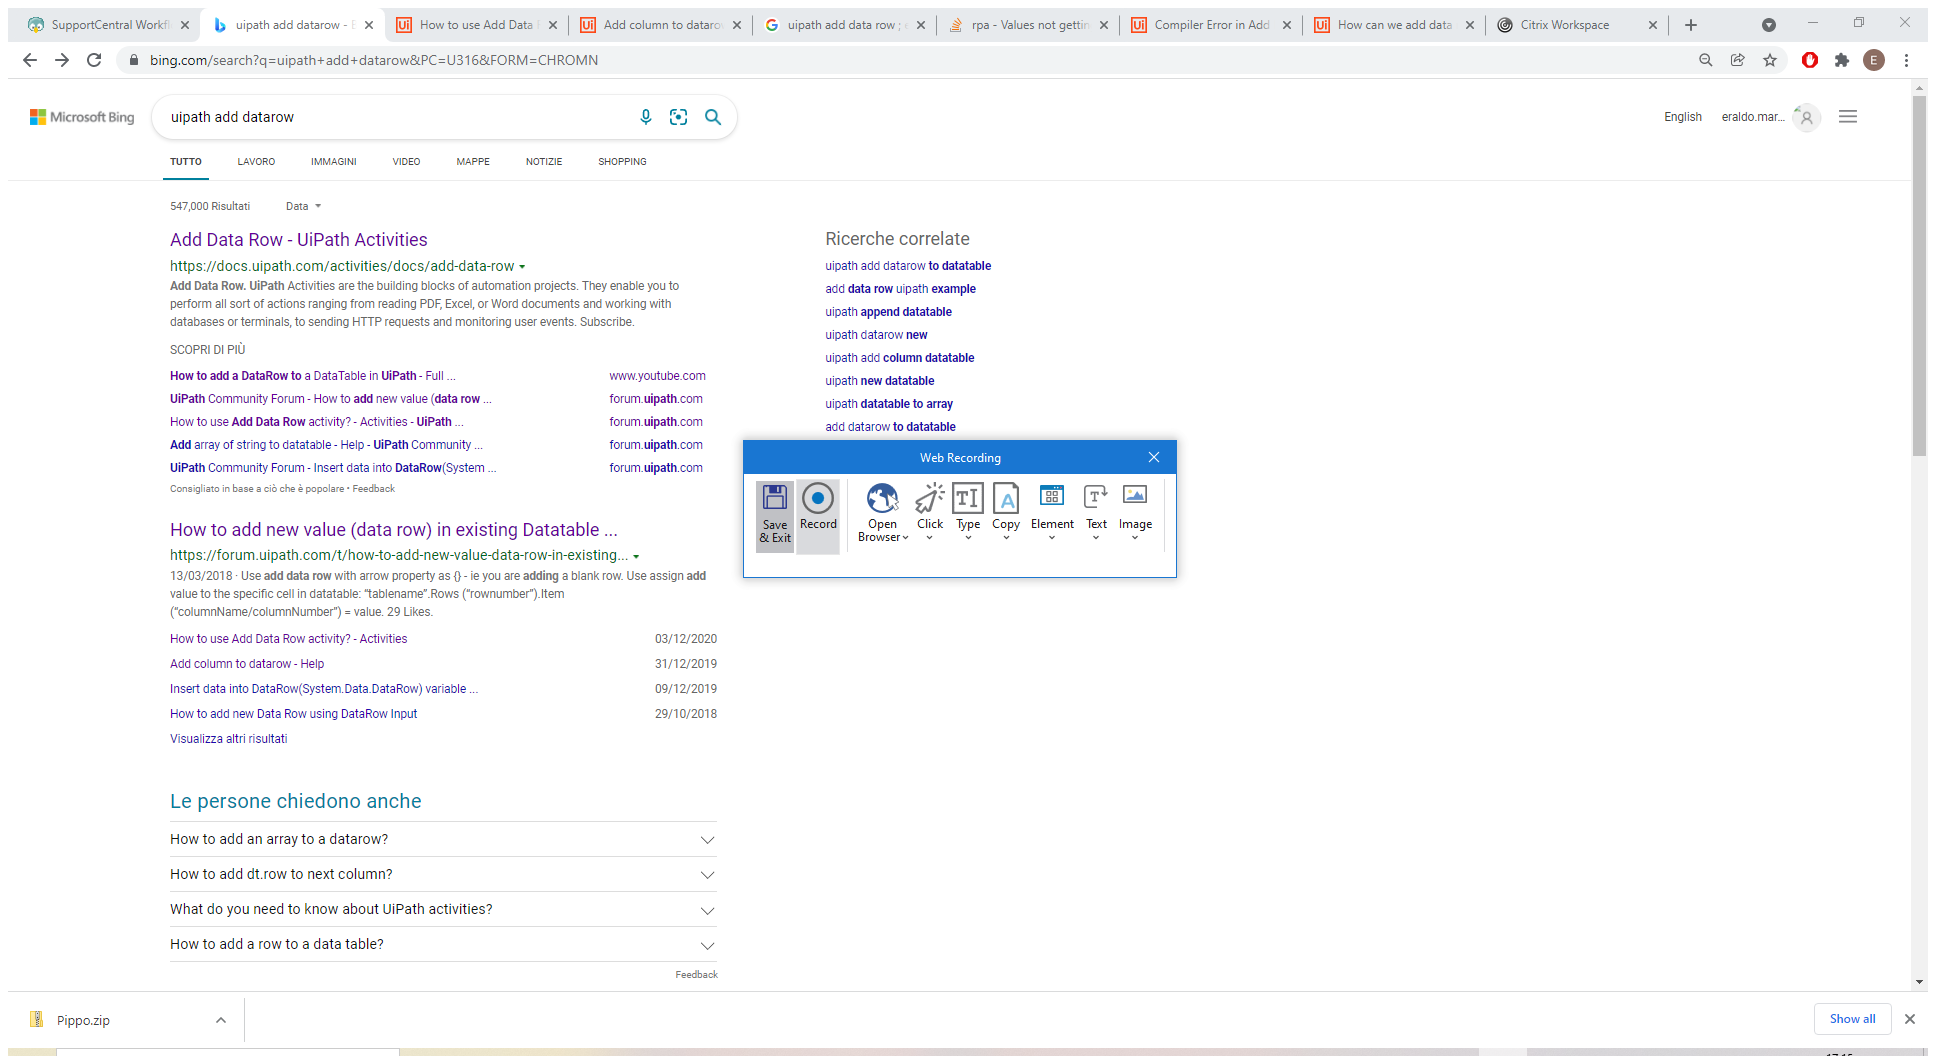 SupportCentral Workfl
uipath add datarow - B
How to use Add Data
Add column to dataro
uipath add data row ;
rpa - Values not gettin
Compiler Error in Add
How can we add data
Citrix Workspace
bing.com/search?q=uipath+add+datarow&PC=U316&FORM=CHROMN
E
Microsoft Bing
uipath add datarow
English
eraldo.mar...
TUTTO LAVORO IMMAGINI VIDEO MAPPE NOTIZIE SHOPPING
547,000 Risultati Data
Add Data Row - UiPath Activities
https://docs.uipath.com/activities/docs/add-data-row
Add Data Row. UiPath Activities are the building blocks of automation projects. They enable you to
perform all sort of actions ranging from reading PDF, Excel, or Word documents and working with
databases or terminals, to sending HTTP requests and monitoring user events. Subscribe.
SCOPRI DI PIÙ
How to add a DataRow to a DataTable in UiPath - Full ... www.youtube.com
UiPath Community Forum - How to add new value (data row ... forum.uipath.com
How to use Add Data Row activity? - Activities - UiPath ... forum.uipath.com
Add array of string to datatable - Help - UiPath Community ... forum.uipath.com
UiPath Community Forum - Insert data into DataRow(System ... forum.uipath.com
Consigliato in base a ciò che è popolare • Feedback
How to add new value (data row) in existing Datatable ...
https://forum.uipath.com/t/how-to-add-new-value-data-row-in-existing...
13/03/2018 · Use add data row with arrow property as {} - ie you are adding a blank row. Use assign add
value to the specific cell in datatable: “tablename”.Rows (“rownumber”).Item
(“columnName/columnNumber”) = value. 29 Likes.
How to use Add Data Row activity? - Activities 03/12/2020
Add column to datarow - Help 31/12/2019
Insert data into DataRow(System.Data.DataRow) variable ... 09/12/2019
How to add new Data Row using DataRow Input 29/10/2018
Visualizza altri risultati
Le persone chiedono anche
How to add an array to a datarow?
How to add dt.row to next column?
What do you need to know about UiPath activities?
How to add a row to a data table?
Feedback
Ricerche correlate
uipath add datarow to datatable
add data row uipath example
uipath append datatable
uipath datarow new
uipath add column datatable
uipath new datatable
uipath datatable to array
add datarow to datatable
Web Recording
Save & Exit
Record
Open Browser
Click
Type
Copy
Element
Text
Image
Pippo.zip
Show all